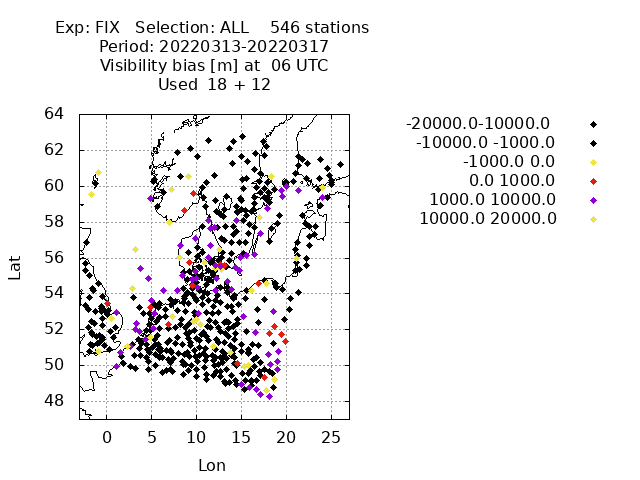 Exp: FIX   Selection: ALL    546 stations
Period: 20220313-20220317
Visibility bias [m] at  06 UTC
Used  18 + 12
-20000.0-10000.0
-10000.0 -1000.0
-1000.0 0.0
0.0 1000.0
1000.0 10000.0
10000.0 20000.0
64
62
60
58
56
54
52
50
48
Lat
0 5 10 15 20 25
Lon